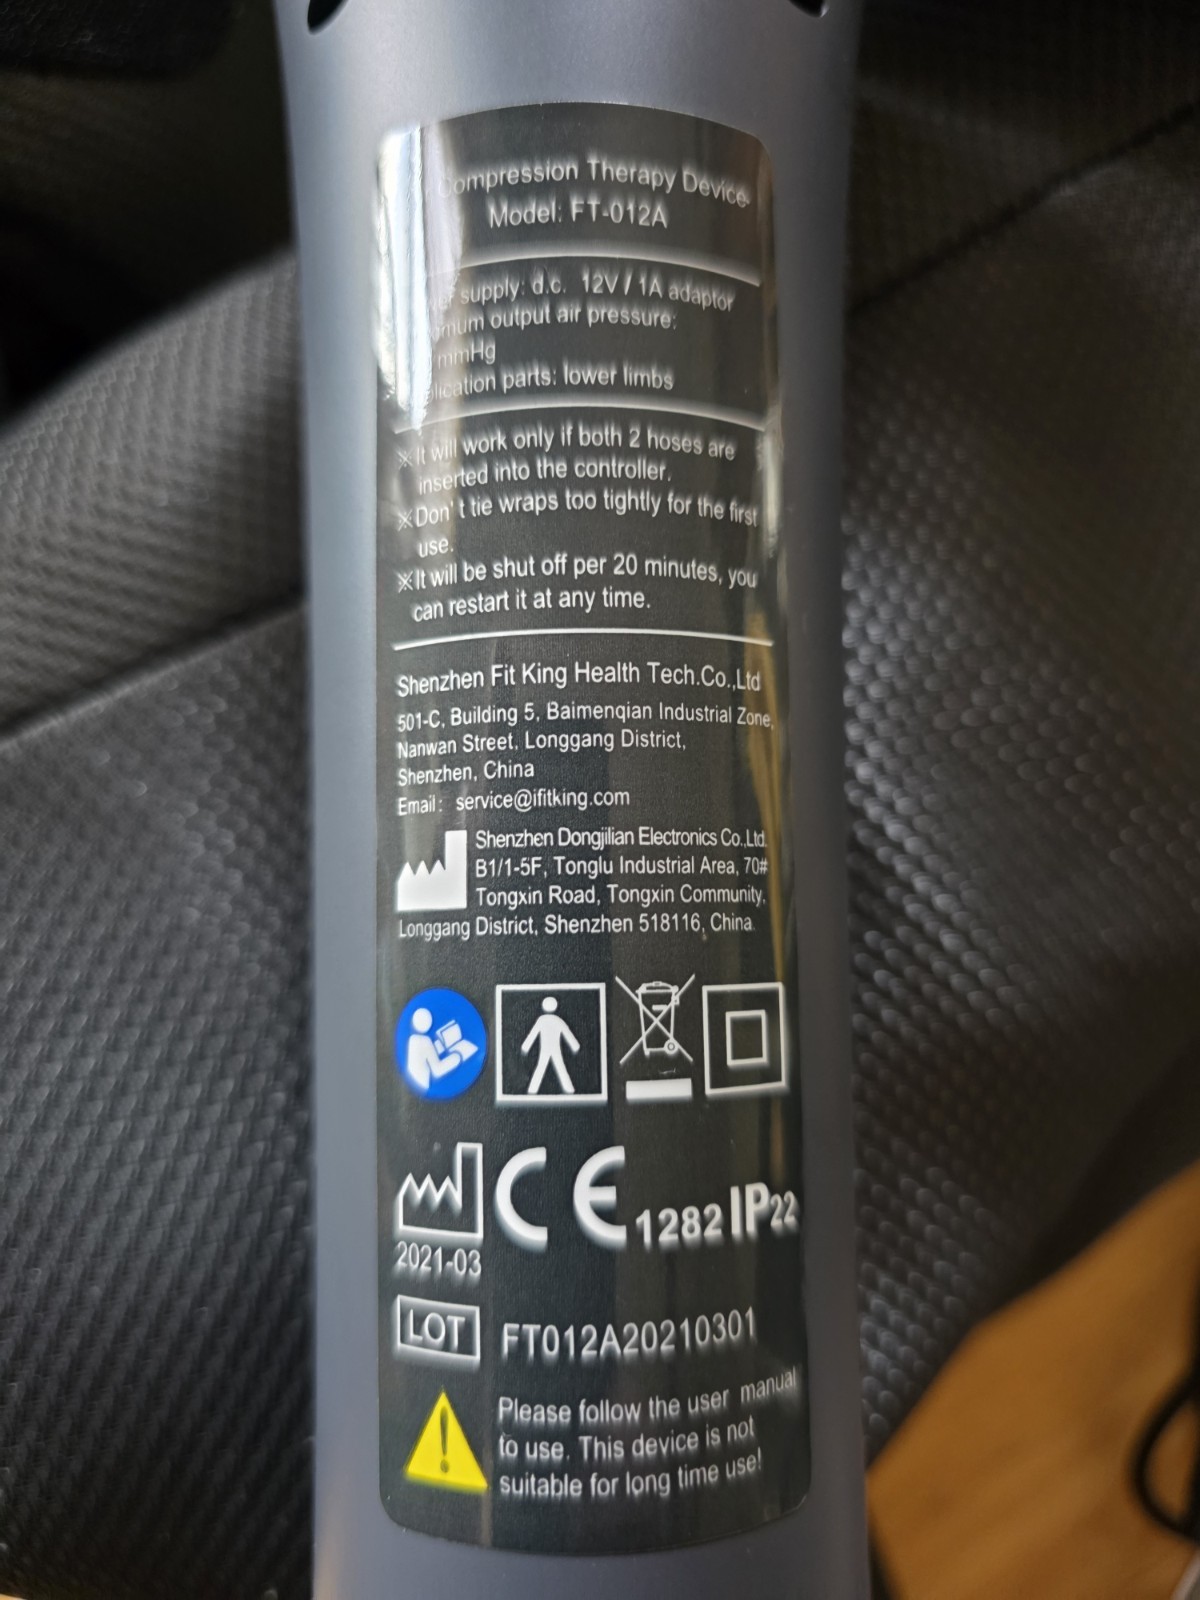 Compression Therapy Device
Model: FT-012A
supply: d.c. 12V / 1A adaptor
output air pressure:
mmHg
parts: lower limbs
※It will work only if both 2 hoses are
inserted into the controller.
※Don't tie wraps too tightly for the first
use.
※It will be shut off per 20 minutes, you
can restart it at any time.
Shenzhen Fit King Health Tech.Co.,Ltd
501-C, Building 5, Baimenqian Industrial Zone,
Nanwan Street, Longgang District,
Shenzhen, China
Email: service@ifitking.com
Shenzhen Dongjilian Electronics Co.,Ltd.
B1/1-5F, Tonglu Industrial Area, 70#
Tongxin Road, Tongxin Community,
Longgang District, Shenzhen 518116, China.
CE 1282 IP22
2021-03
LOT FT012A20210301
Please follow the user manual
to use. This device is not
suitable for long time use!